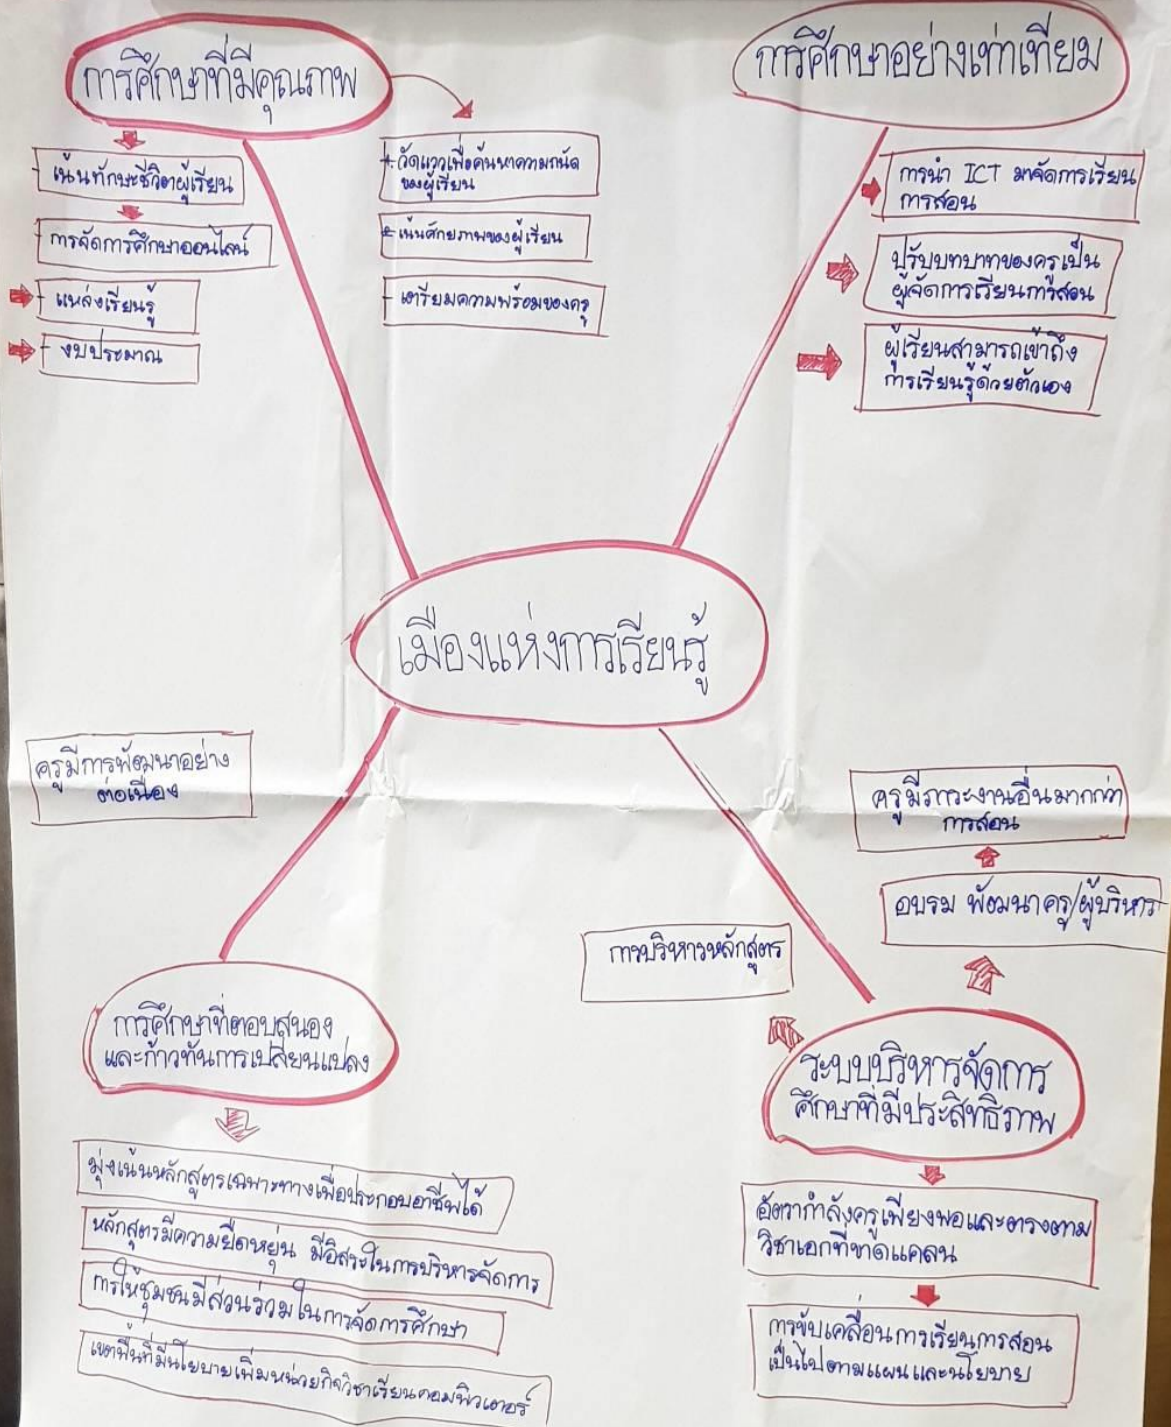 การศึกษาที่มีคุณภาพ
- เน้นทักษะชีวิตผู้เรียน
- การจัดการศึกษาออนไลน์
- แหล่งเรียนรู้
- งบประมาณ
- วัดแววเพื่อค้นหาความถนัด
ของผู้เรียน
- เน้นศักยภาพของผู้เรียน
- เตรียมความพร้อมของครู
การศึกษาอย่างเท่าเทียม
การนำ ICT มาจัดการเรียน
การสอน
ปรับบทบาทของครูเป็น
ผู้จัดการเรียนการสอน
ผู้เรียนสามารถเข้าถึง
การเรียนรู้ด้วยตัวเอง
เมืองแห่งการเรียนรู้
ครูมีการพัฒนาอย่าง
ต่อเนื่อง
การศึกษาที่ตอบสนอง
และก้าวทันการเปลี่ยนแปลง
มุ่งเน้นหลักสูตรเฉพาะทางเพื่อประกอบอาชีพได้
หลักสูตรมีความยืดหยุ่น มีอิสระในการบริหารจัดการ
การให้ชุมชนมีส่วนร่วมในการจัดการศึกษา
เขตพื้นที่มีนโยบายเพิ่มหน่วยกิจวิชาเรียนคอมพิวเตอร์
ครูมีภาระงานอื่นมากกว่า
การสอน
อบรม พัฒนาครู/ผู้บริหาร
การบริหารหลักสูตร
ระบบบริหารจัดการ
ศึกษาที่มีประสิทธิภาพ
อัตรากำลังครูเพียงพอและตรงตาม
วิชาเอกที่ขาดแคลน
การขับเคลื่อนการเรียนการสอน
เป็นไปตามแผนและนโยบาย